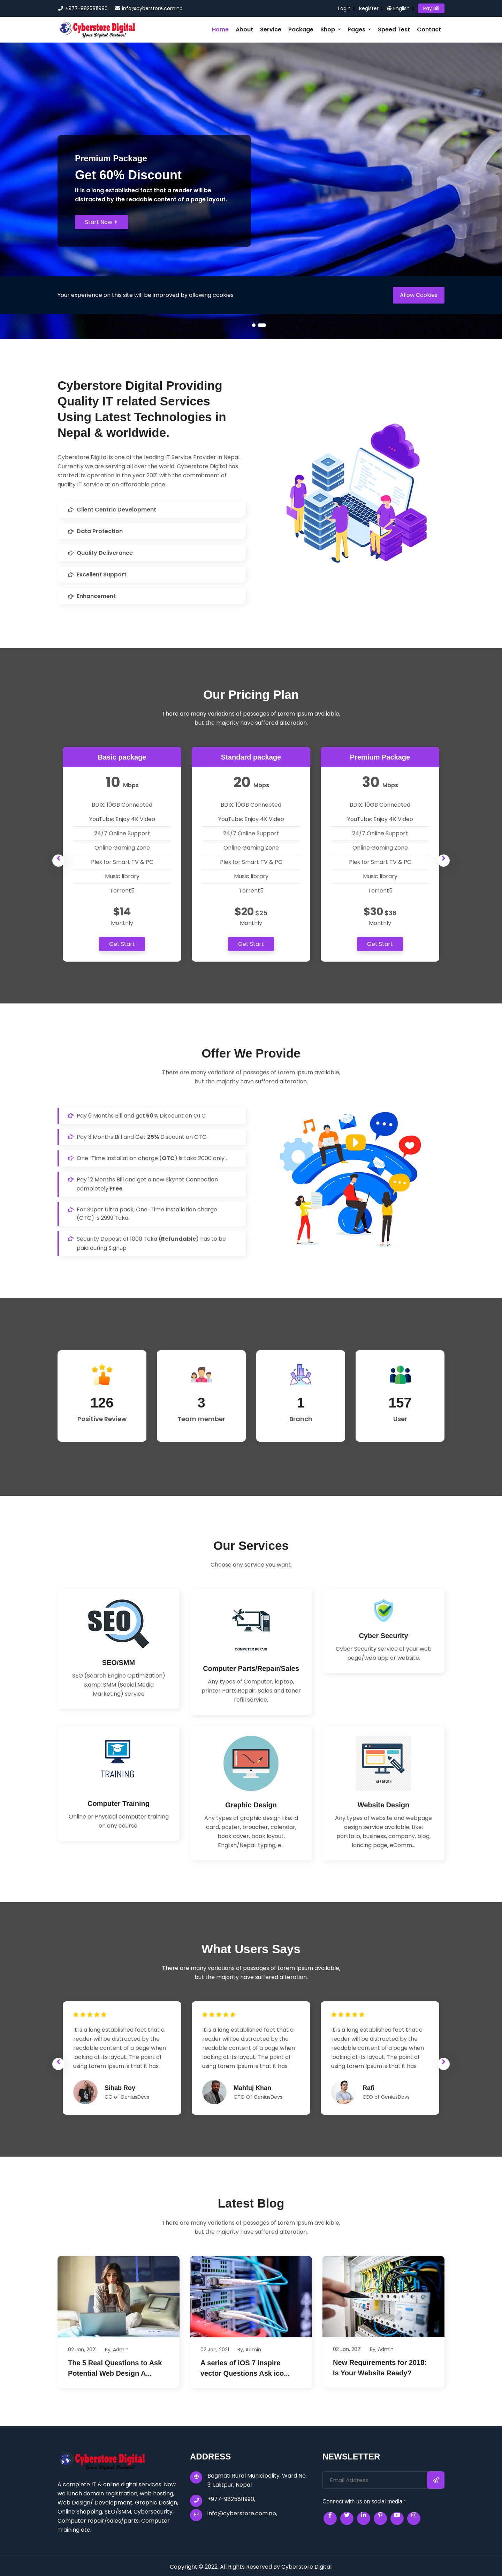 +977-9825811990 info@cyberstore.com.np
Login | Register | English | Pay Bill
Cyberstore Digital
Your Digital Partner!
Home About Service Package Shop Pages Speed Test Contact
Premium Package
Get 60% Discount
It is a long established fact that a reader will be
distracted by the readable content of a page layout.
Start Now
Your experience on this site will be improved by allowing cookies.
Allow Cookies
Cyberstore Digital Providing
Quality IT related Services
Using Latest Technologies in
Nepal & worldwide.
Cyberstore Digital is one of the leading IT Service Provider in Nepal.
Currently we are serving all over the world. Cyberstore Digital has
started its operation in the year 2021 with the commitment of
quality IT service at an affordable price.
Client Centric Development
Data Protection
Quality Deliverance
Excellent Support
Enhancement
Our Pricing Plan
There are many variations of passages of Lorem Ipsum available,
but the majority have suffered alteration.
Basic package
10 Mbps
BDIX: 10GB Connected
YouTube: Enjoy 4K Video
24/7 Online Support
Online Gaming Zone
Plex for Smart TV & PC
Music library
Torrent5
$14
Monthly
Get Start
Standard package
20 Mbps
BDIX: 10GB Connected
YouTube: Enjoy 4K Video
24/7 Online Support
Online Gaming Zone
Plex for Smart TV & PC
Music library
Torrent5
$20 $25
Monthly
Get Start
Premium Package
30 Mbps
BDIX: 10GB Connected
YouTube: Enjoy 4K Video
24/7 Online Support
Online Gaming Zone
Plex for Smart TV & PC
Music library
Torrent5
$30 $36
Monthly
Get Start
Offer We Provide
There are many variations of passages of Lorem Ipsum available,
but the majority have suffered alteration.
Pay 6 Months Bill and get 50% Discount on OTC.
Pay 3 Months Bill and Get 25% Discount on OTC.
One-Time Installation charge (OTC) is taka 2000 only .
Pay 12 Months Bill and get a new Skynet Connection
completely Free.
For Super Ultra pack, One-Time Installation charge
(OTC) is 2999 Taka.
Security Deposit of 1000 Taka (Refundable) has to be
paid during Signup.
126
Positive Review
3
Team member
1
Branch
157
User
Our Services
Choose any service you want.
SEO
SEO/SMM
SEO (Search Engine Optimization)
&amp; SMM (Social Media
Marketing) service
COMPUTER REPAIR
Computer Parts/Repair/Sales
Any types of Computer, laptop,
printer Parts,Repair, Sales and toner
refill service.
Cyber Security
Cyber Security service of your web
page/web app or website.
TRAINING
Computer Training
Online or Physical computer training
on any course.
Graphic Design
Any types of graphic design like: id
card, poster, broucher, calendar,
book cover, book layout,
English/Nepali typing, e...
WEB DESIGN
Website Design
Any types of website and webpage
design service available. Like:
portfolio, business, company, blog,
landing page, eComm...
What Users Says
There are many variations of passages of Lorem Ipsum available,
but the majority have suffered alteration.
It is a long established fact that a
reader will be distracted by the
readable content of a page when
looking at its layout. The point of
using Lorem Ipsum is that it has.
Sihab Roy
CO of GeniusDevs
It is a long established fact that a
reader will be distracted by the
readable content of a page when
looking at its layout. The point of
using Lorem Ipsum is that it has.
Mahfuj Khan
CTO Of GeniusDevs
It is a long established fact that a
reader will be distracted by the
readable content of a page when
looking at its layout. The point of
using Lorem Ipsum is that it has.
Rafi
CEO of GeniusDevs
Latest Blog
There are many variations of passages of Lorem Ipsum available,
but the majority have suffered alteration.
02 Jan, 2021 By, Admin
The 5 Real Questions to Ask
Potential Web Design A...
02 Jan, 2021 By, Admin
A series of iOS 7 inspire
vector Questions Ask ico...
02 Jan, 2021 By, Admin
New Requirements for 2018:
Is Your Website Ready?
Cyberstore Digital
Your Digital Partner!
A complete IT & online digital services. Now
we lunch domain registration, web hosting,
Web Design/ Development, Graphic Design,
Online Shopping, SEO/SMM, Cybersecurity,
Computer repair/sales/parts, Computer
Training etc.
ADDRESS
Bagmati Rural Municipality, Ward No.
3, Lalitpur, Nepal
+977-9825811990,
info@cyberstore.com.np,
NEWSLETTER
Email Address
Connect with us on social media :
Copyright © 2022. All Rights Reserved By Cyberstore Digital.